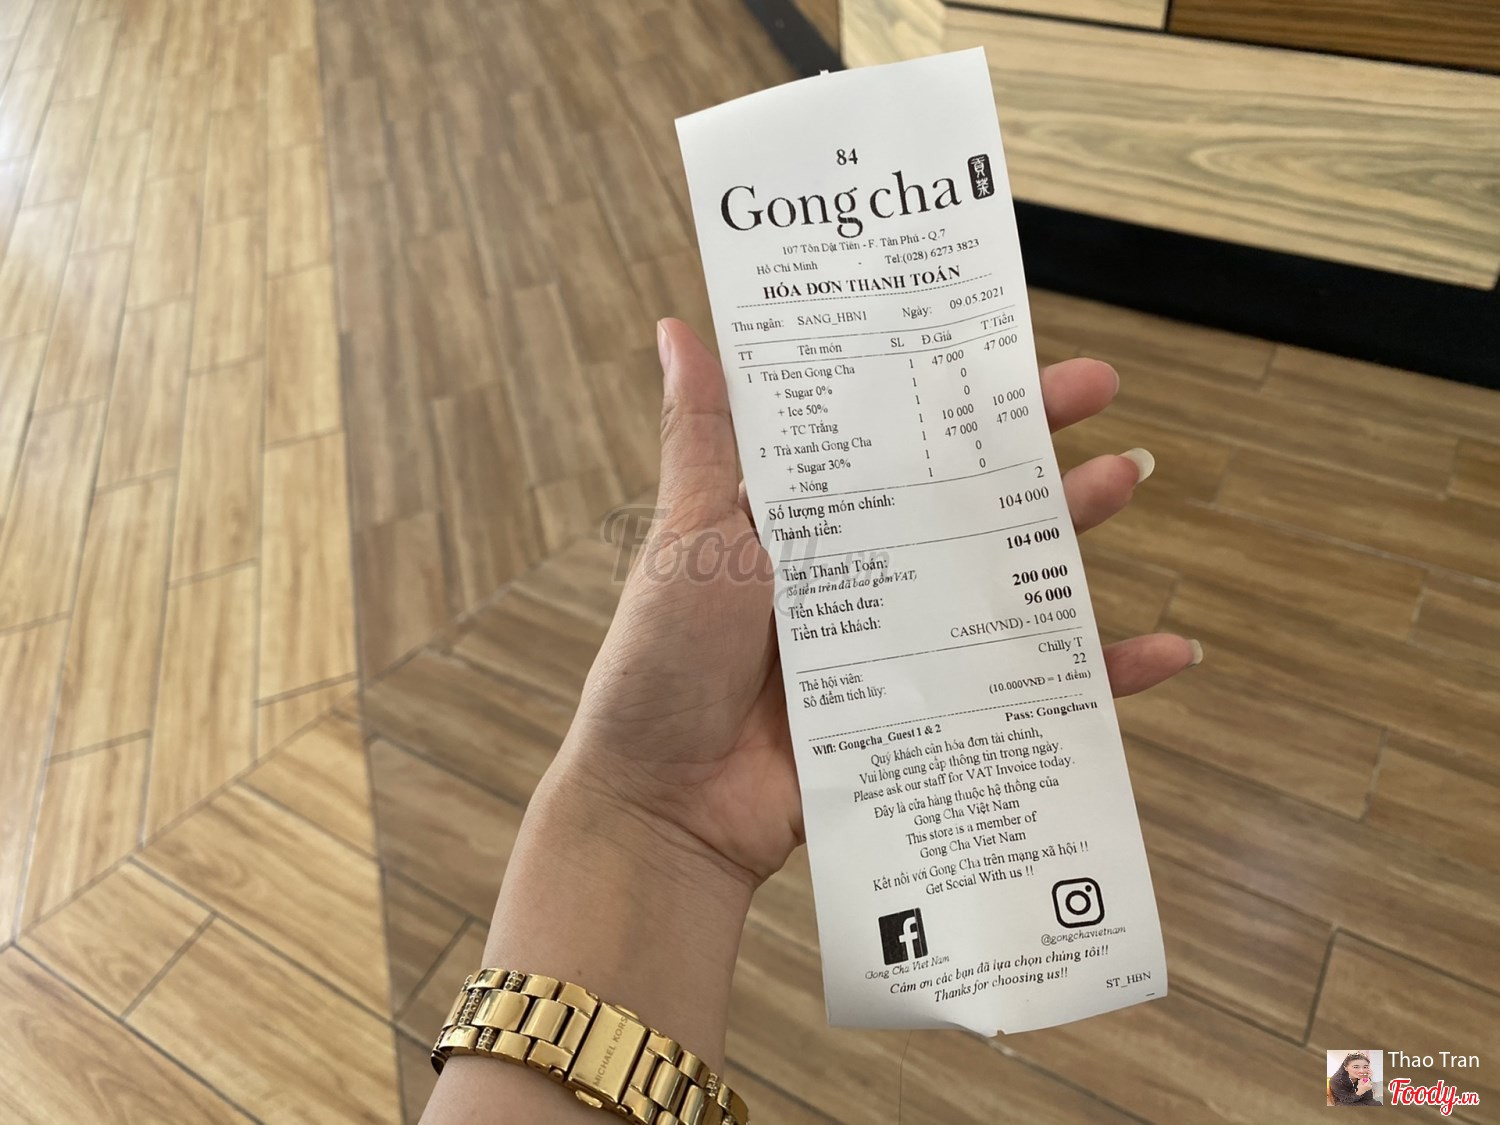 84
Gong cha 貢茶
107 Tôn Dật Tiên - F. Tân Phú - Q.7
Hồ Chí Minh - Tel:(028) 6273 3823
HÓA ĐƠN THANH TOÁN
Thu ngân: SANG_HBN1 Ngày: 09.05.2021
TT Tên món SL Đ.Giá T.Tiền
1 Trà Đen Gong Cha 1 47 000 47 000
+ Sugar 0% 1 0
+ Ice 50% 1 0
+ TC Trắng 1 10 000 10 000
2 Trà xanh Gong Cha 1 47 000 47 000
+ Sugar 30% 1 0
+ Nóng 1 0
Số lượng món chính: 2
Thành tiền: 104 000
Tiền Thanh Toán: 104 000
(Số tiền trên đã bao gồm VAT)
Tiền khách đưa: 200 000
Tiền trả khách: 96 000
CASH(VND) - 104 000
Thẻ hội viên: Chilly T
Số điểm tích lũy: 22
(10.000VNĐ = 1 điểm)
Wifi: Gongcha_Guest 1 & 2 Pass: Gongchavn
Quý khách cần hóa đơn tài chính,
Vui lòng cung cấp thông tin trong ngày.
Please ask our staff for VAT Invoice today.
Đây là cửa hàng thuộc hệ thống của
Gong Cha Việt Nam
This store is a member of
Gong Cha Viet Nam
Kết nối với Gong Cha trên mạng xã hội !!
Get Social With us !!
Gong Cha Viet Nam @gongchavietnam
Cảm ơn các bạn đã lựa chọn chúng tôi!!
Thanks for choosing us!!
ST_HBN
MICHAEL KORS
Foody.vn
Thao Tran
Foody.vn